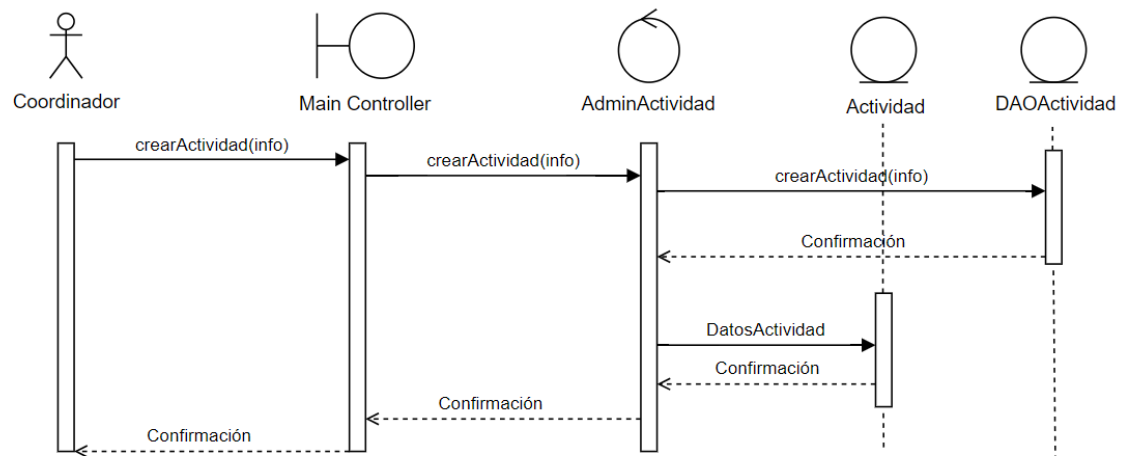 Coordinador
Main Controller
AdminActividad
Actividad
DAOActividad
crearActividad(info)
crearActividad(info)
crearActividad(info)
Confirmación
DatosActividad
Confirmación
Confirmación
Confirmación